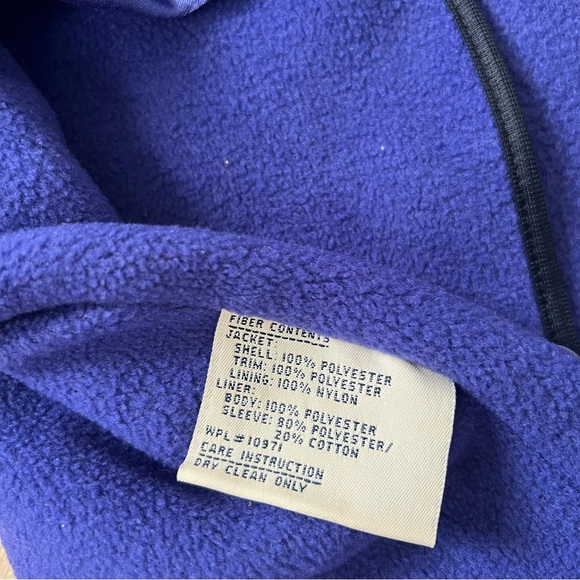 FIBER CONTENTS
JACKET:
SHELL: 100% POLYESTER
TRIM: 100% POLYESTER
LINING: 100% NYLON
LINER:
BODY: 100% POLYESTER
SLEEVE: 80% POLYESTER/
20% COTTON
WPL #10971
CARE INSTRUCTION
DRY CLEAN ONLY